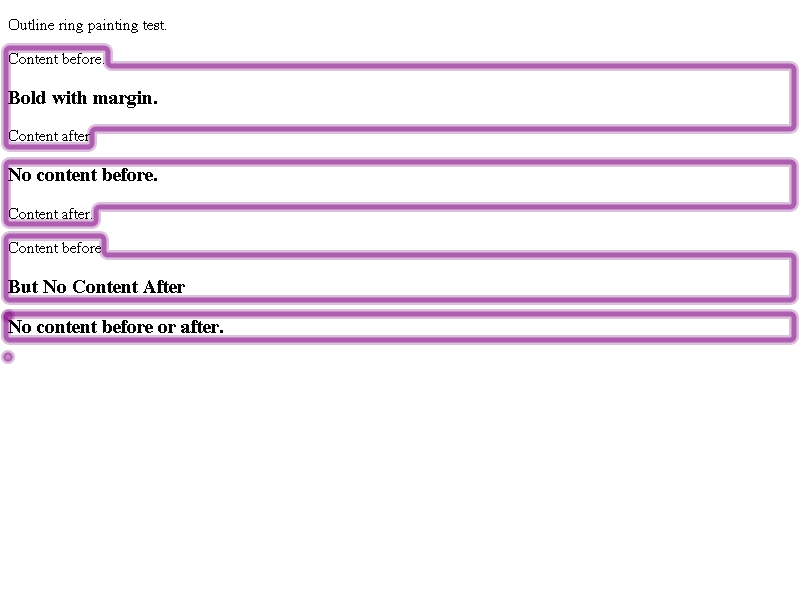 Outline ring painting test.
Content before.
Bold with margin.
Content after
No content before.
Content after.
Content before
But No Content After
No content before or after.